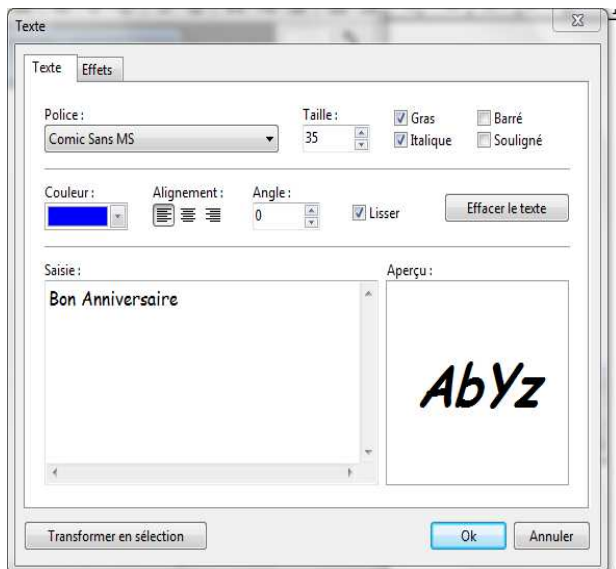 Texte
Texte Effets
Police : Taille :
Comic Sans MS 35 Gras Barré
Italique Souligné
Couleur : Alignement : Angle :
0 Lisser Effacer le texte
Saisie : Aperçu :
Bon Anniversaire
AbYz
Transformer en sélection Ok Annuler